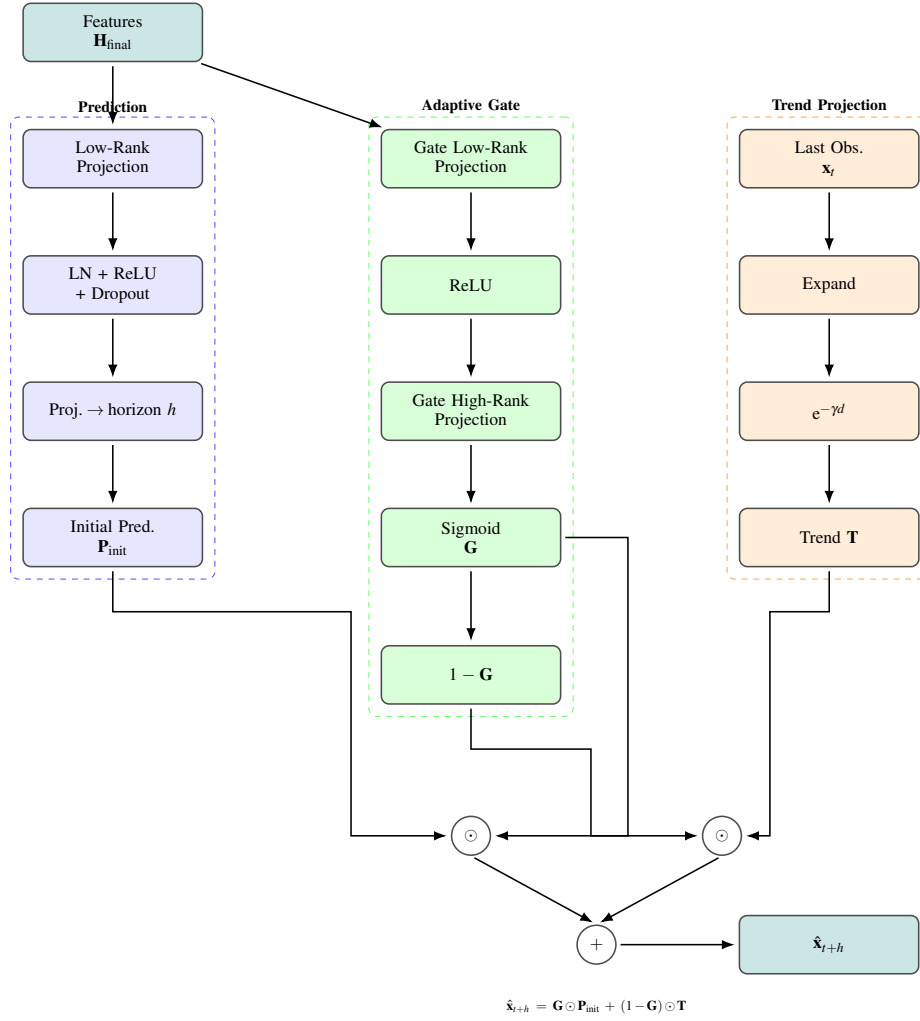 Features
H_final
Prediction
Low-Rank
Projection
LN + ReLU
+ Dropout
Proj. → horizon h
Initial Pred.
P_init
Adaptive Gate
Gate Low-Rank
Projection
ReLU
Gate High-Rank
Projection
Sigmoid
G
1 − G
Trend Projection
Last Obs.
x_t
Expand
e^{−γd}
Trend T
⊙
⊙
+
x̂_{t+h}
x̂_{t+h} = G ⊙ P_init + (1−G) ⊙ T